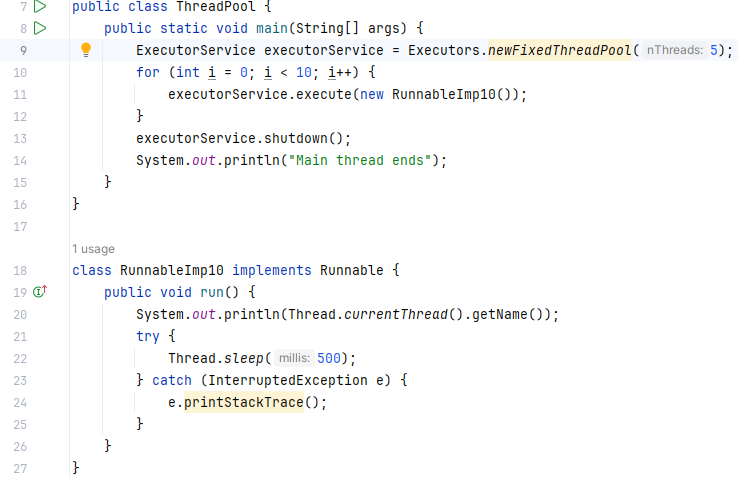 7 public class ThreadPool {
8 public static void main(String[] args) {
9 ExecutorService executorService = Executors.newFixedThreadPool( nThreads: 5);
10 for (int i = 0; i < 10; i++) {
11 executorService.execute(new RunnableImp10());
12 }
13 executorService.shutdown();
14 System.out.println("Main thread ends");
15 }
16 }
17
1 usage
18 class RunnableImp10 implements Runnable {
19 public void run() {
20 System.out.println(Thread.currentThread().getName());
21 try {
22 Thread.sleep( millis: 500);
23 } catch (InterruptedException e) {
24 e.printStackTrace();
25 }
26 }
27 }